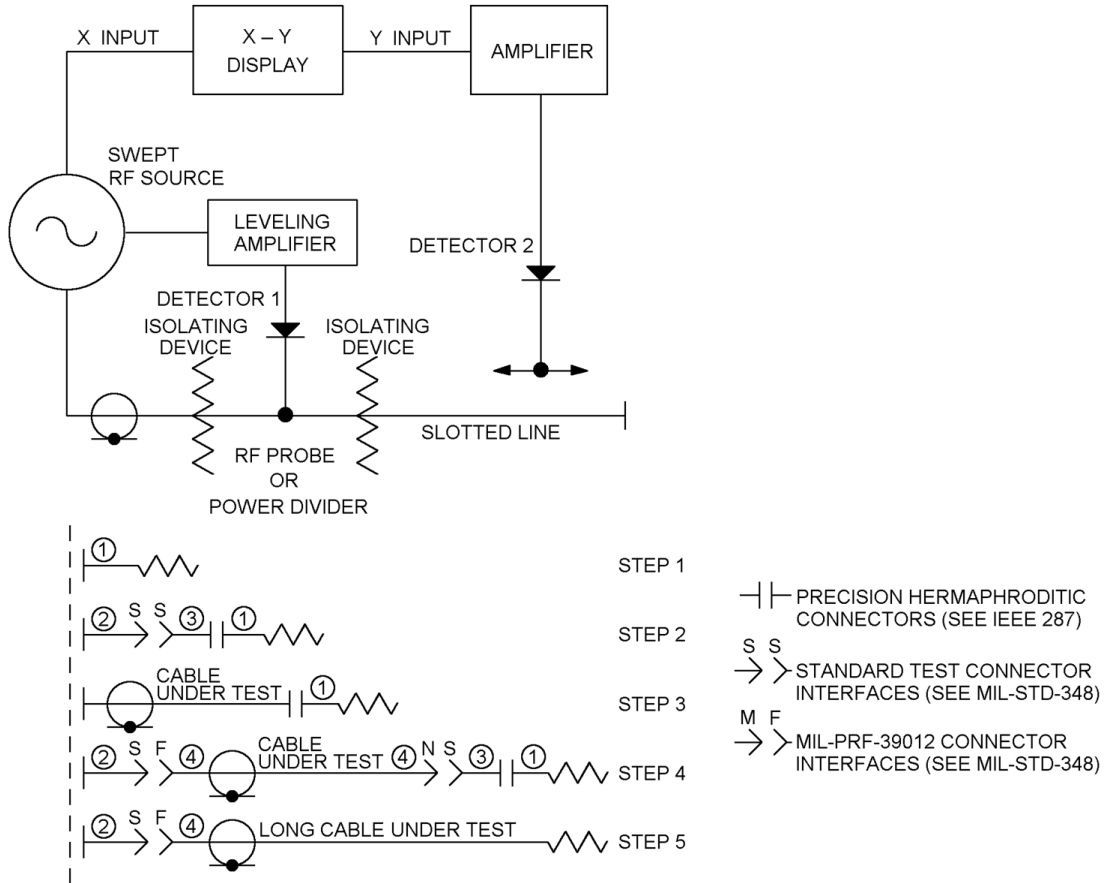 X INPUT
X – Y
DISPLAY
Y INPUT
AMPLIFIER
SWEPT
RF SOURCE
LEVELING
AMPLIFIER
DETECTOR 2
DETECTOR 1
ISOLATING
DEVICE
ISOLATING
DEVICE
SLOTTED LINE
RF PROBE
OR
POWER DIVIDER
1
STEP 1
2 S S 3 1
STEP 2
CABLE
UNDER TEST
1
STEP 3
2 S F 4
CABLE
UNDER TEST
4 N S 3 1
STEP 4
2 S F 4
LONG CABLE UNDER TEST
STEP 5
PRECISION HERMAPHRODITIC
CONNECTORS (SEE IEEE 287)
S S
STANDARD TEST CONNECTOR
INTERFACES (SEE MIL-STD-348)
M F
MIL-PRF-39012 CONNECTOR
INTERFACES (SEE MIL-STD-348)